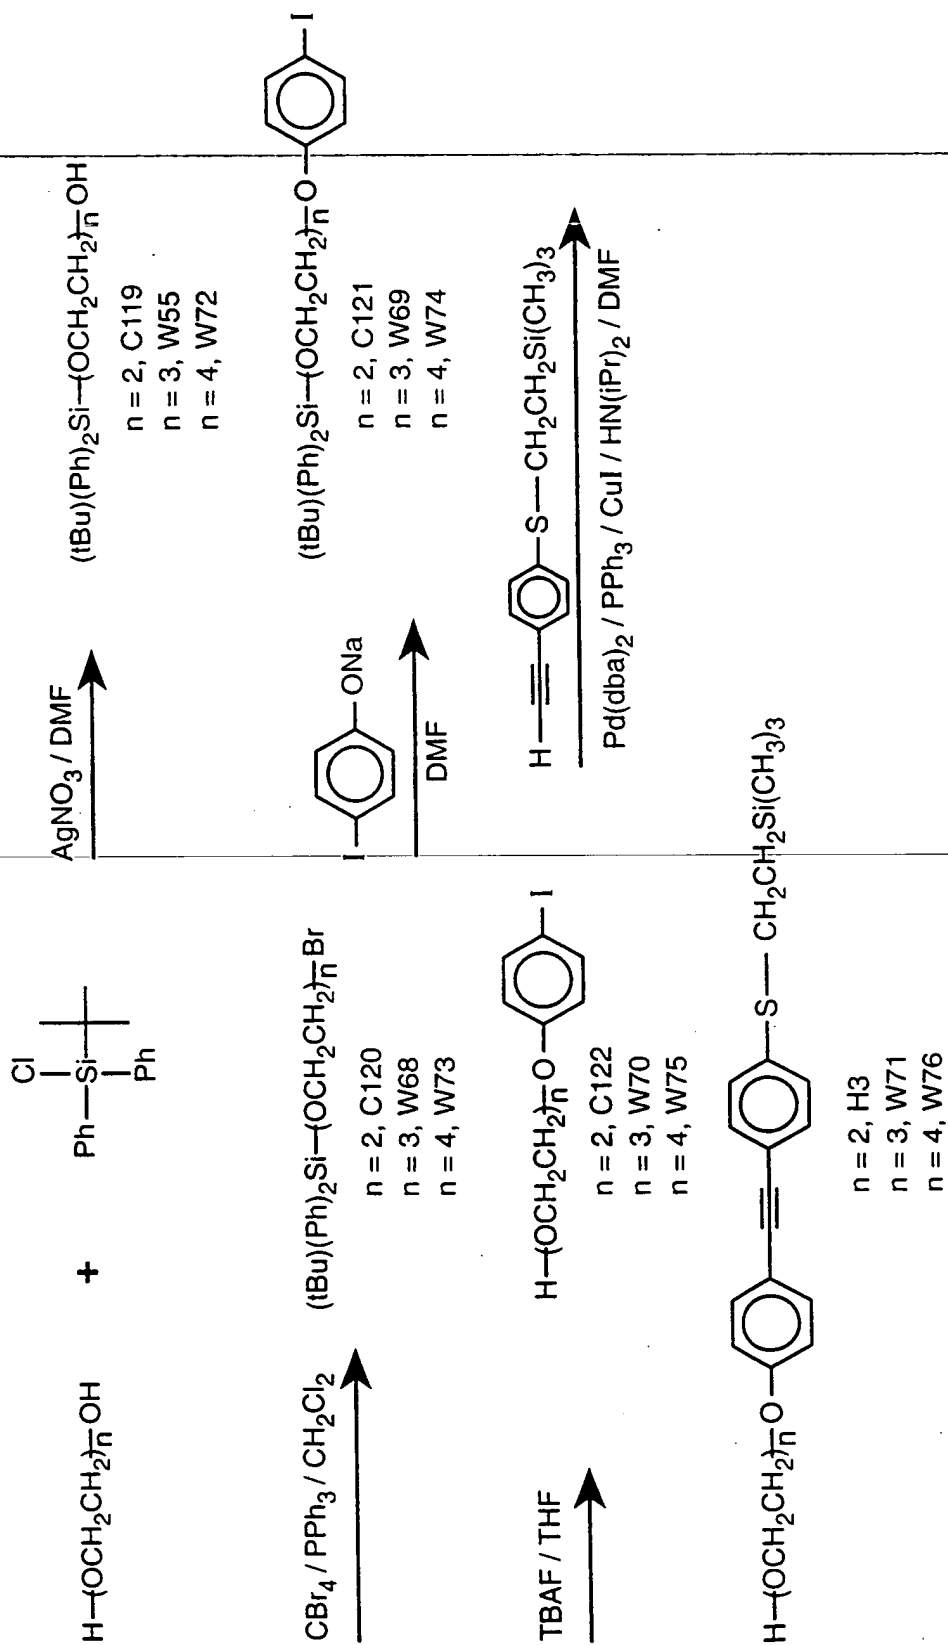 H–(OCH2CH2)n–OH
+
Cl
Ph–Si
Ph
AgNO3 / DMF
(tBu)(Ph)2Si–(OCH2CH2)n–OH
n = 2, C119
n = 3, W55
n = 4, W72
CBr4 / PPh3 / CH2Cl2
(tBu)(Ph)2Si–(OCH2CH2)n–Br
n = 2, C120
n = 3, W68
n = 4, W73
I ONa
DMF
(tBu)(Ph)2Si–(OCH2CH2)n–O I
n = 2, C121
n = 3, W69
n = 4, W74
TBAF / THF
H–(OCH2CH2)n–O I
n = 2, C122
n = 3, W70
n = 4, W75
H S–CH2CH2Si(CH3)3
Pd(dba)2 / PPh3 / CuI / HN(iPr)2 / DMF
H–(OCH2CH2)n–O S–CH2CH2Si(CH3)3
n = 2, H3
n = 3, W71
n = 4, W76